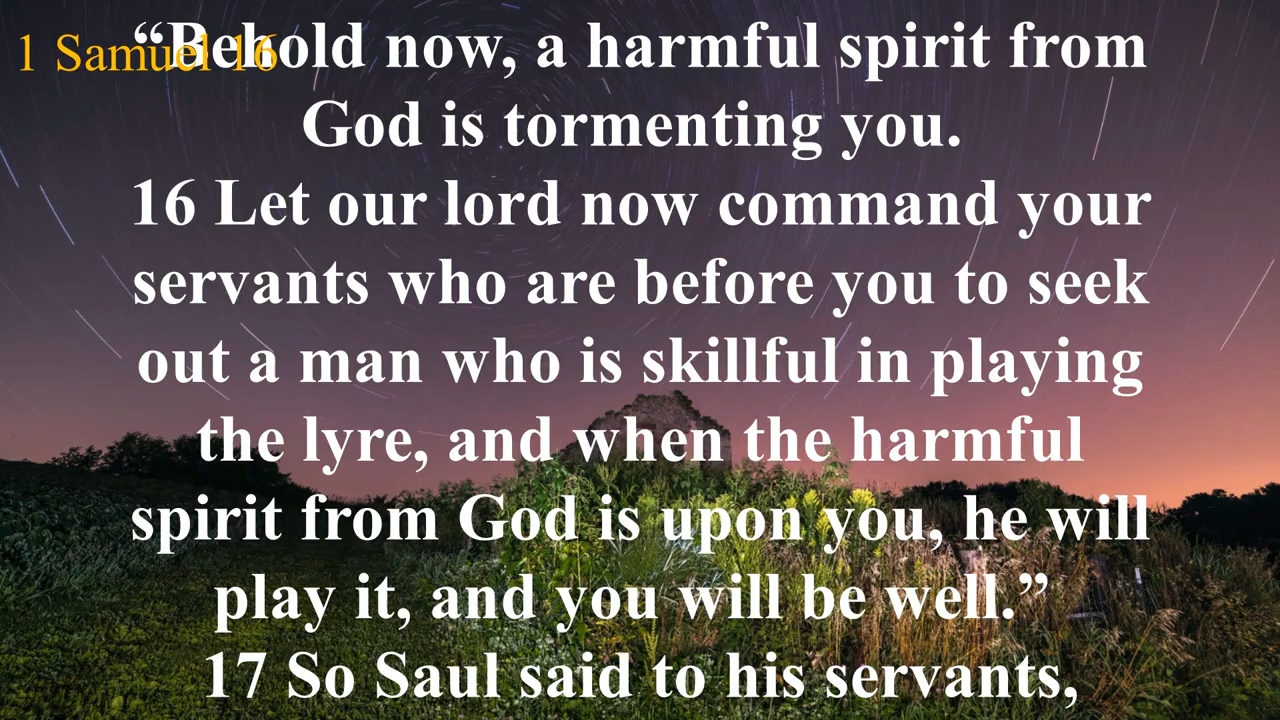 1 Samuel 16
“Behold now, a harmful spirit from
God is tormenting you.
16 Let our lord now command your
servants who are before you to seek
out a man who is skillful in playing
the lyre, and when the harmful
spirit from God is upon you, he will
play it, and you will be well.”
17 So Saul said to his servants,